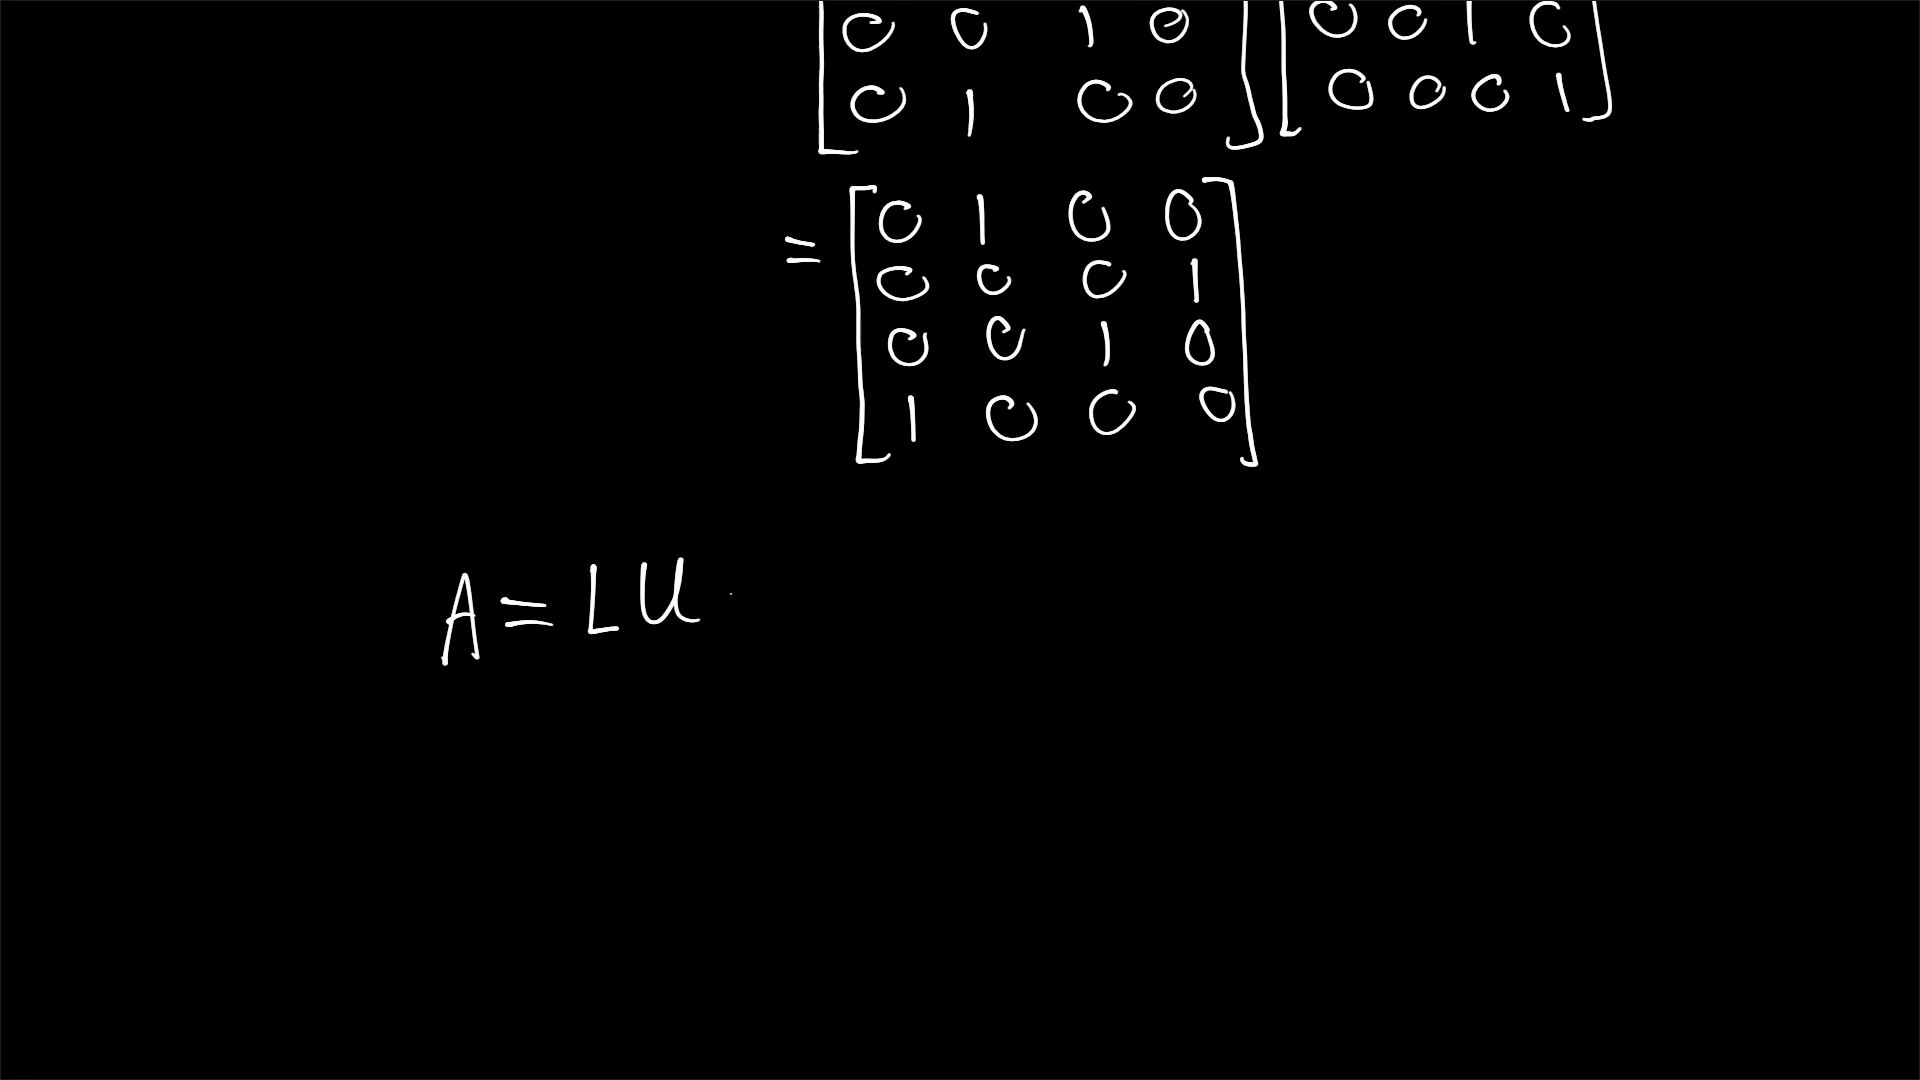 0 0 1 0 ] [ 0 0 1 0
0 1 0 0 ] [ 0 0 0 1 ]
= [ 0 1 0 0
0 0 0 1
0 0 1 0
1 0 0 0 ]
A = LU